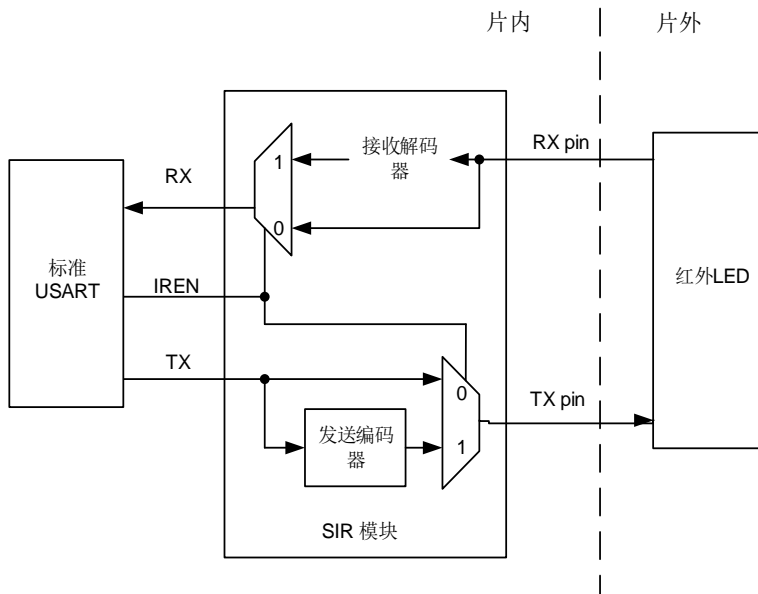 片内
片外
1
接收解码
器
RX pin
RX
0
标准
USART
IREN
红外LED
TX
0
TX pin
发送编码
器
1
SIR 模块